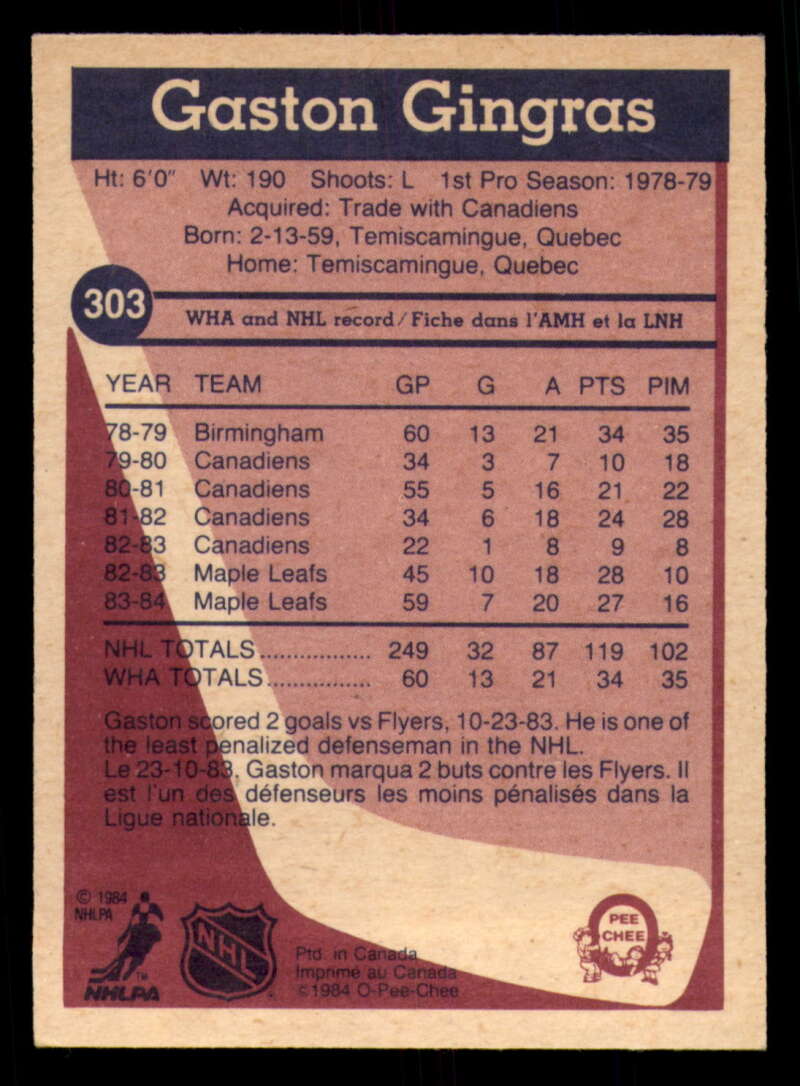 Gaston Gingras
Ht: 6'0" Wt: 190 Shoots: L 1st Pro Season: 1978-79
Acquired: Trade with Canadiens
Born: 2-13-59, Temiscamingue, Quebec
Home: Temiscamingue, Quebec
303
WHA and NHL record/Fiche dans l'AMH et la LNH
YEAR TEAM GP G A PTS PIM
78-79 Birmingham 60 13 21 34 35
79-80 Canadiens 34 3 7 10 18
80-81 Canadiens 55 5 16 21 22
81-82 Canadiens 34 6 18 24 28
82-83 Canadiens 22 1 8 9 8
82-83 Maple Leafs 45 10 18 28 10
83-84 Maple Leafs 59 7 20 27 16
NHL TOTALS................ 249 32 87 119 102
WHA TOTALS............... 60 13 21 34 35
Gaston scored 2 goals vs Flyers, 10-23-83. He is one of
the least penalized defenseman in the NHL.
Le 23-10-83, Gaston marqua 2 buts contre les Flyers. Il
est l'un des défenseurs les moins pénalisés dans la
Ligue nationale.
© 1984
NHLPA
TM
NHLPA
NHL
Ptd. in Canada
Imprimé au Canada
©1984 O-Pee-Chee
O
PEE
CHEE